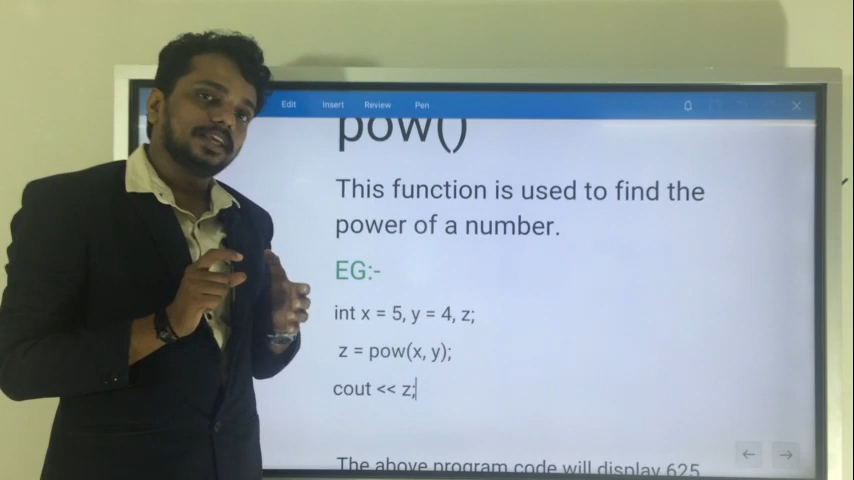 Edit Insert Review Pen
pow()
This function is used to find the
power of a number.
EG:-
int x = 5, y = 4, z;
z = pow(x, y);
cout << z;
The above program code will display 625